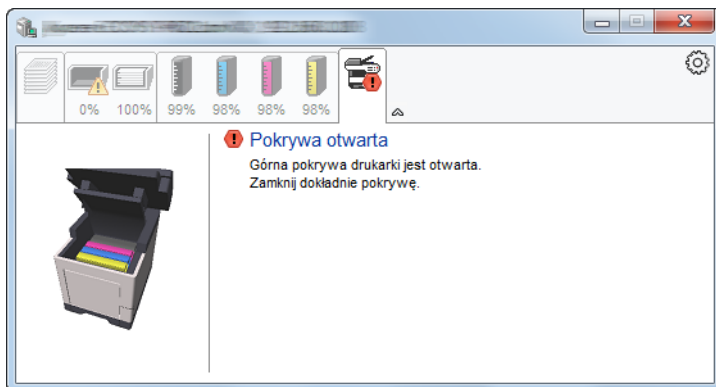 0% 100% 99% 98% 98% 98%
Pokrywa otwarta
Górna pokrywa drukarki jest otwarta.
Zamknij dokładnie pokrywę.